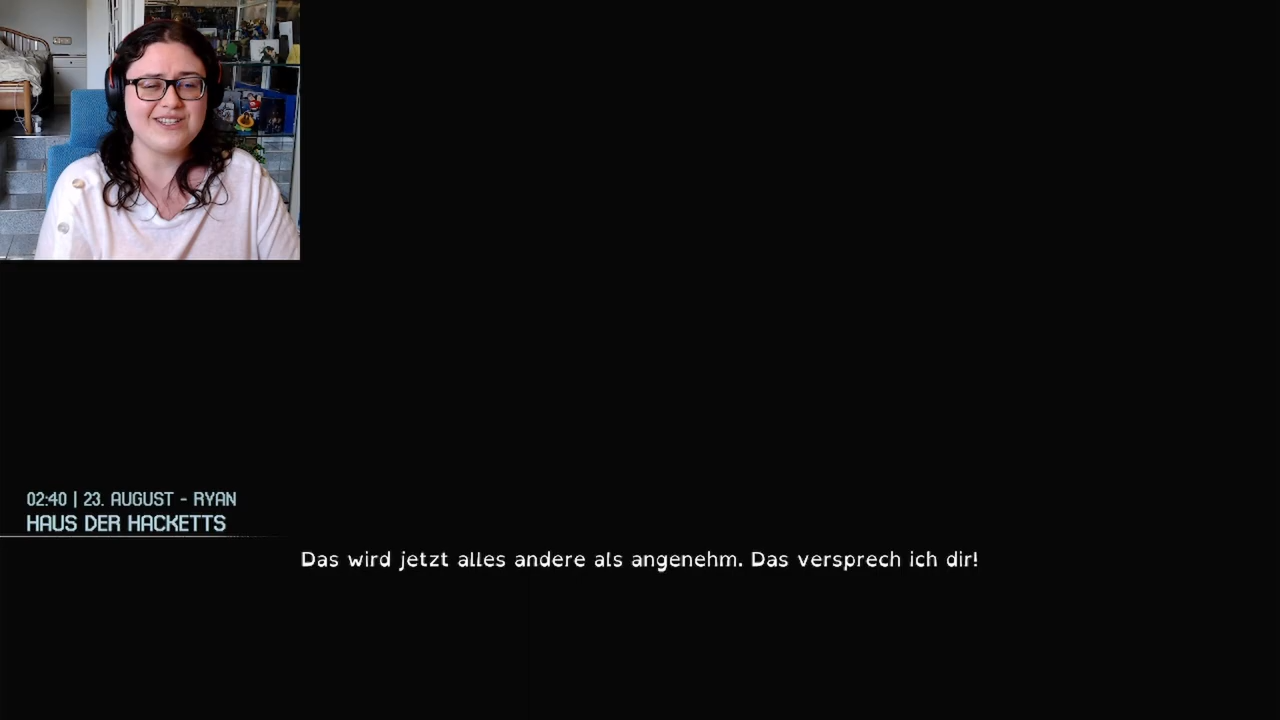 02:40 | 23. AUGUST - RYAN
HAUS DER HACKETTS
Das wird jetzt alles andere als angenehm. Das versprech ich dir!